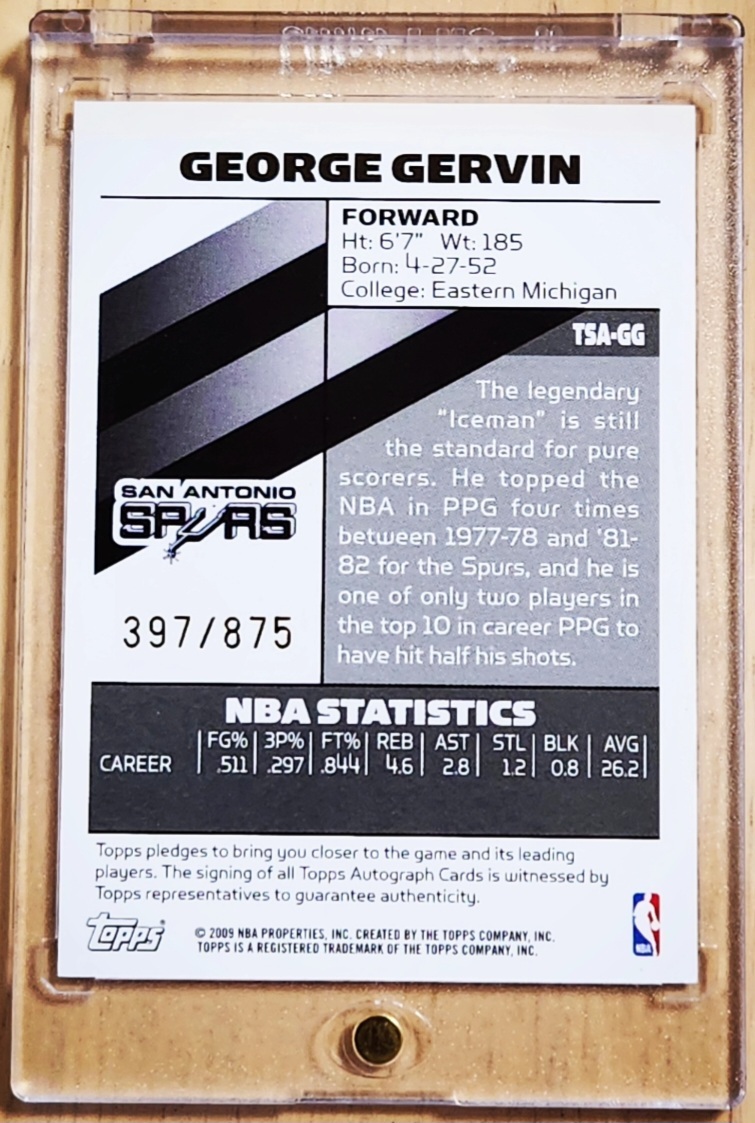 GEORGE GERVIN
FORWARD
Ht: 6'7" Wt: 185
Born: 4-27-52
College: Eastern Michigan
TSA-GG
The legendary
"Iceman" is still
the standard for pure
scorers. He topped the
NBA in PPG four times
between 1977-78 and '81-
82 for the Spurs, and he is
one of only two players in
the top 10 in career PPG to
have hit half his shots.
SAN ANTONIO
SPURS
397/875
NBA STATISTICS
FG% 3P% FT% REB AST STL BLK AVG
CAREER .511 .297 .844 4.6 2.8 1.2 0.8 26.2
Topps pledges to bring you closer to the game and its leading
players. The signing of all Topps Autograph Cards is witnessed by
Topps representatives to guarantee authenticity.
Topps
© 2009 NBA PROPERTIES, INC. CREATED BY THE TOPPS COMPANY, INC.
TOPPS IS A REGISTERED TRADEMARK OF THE TOPPS COMPANY, INC.
NBA